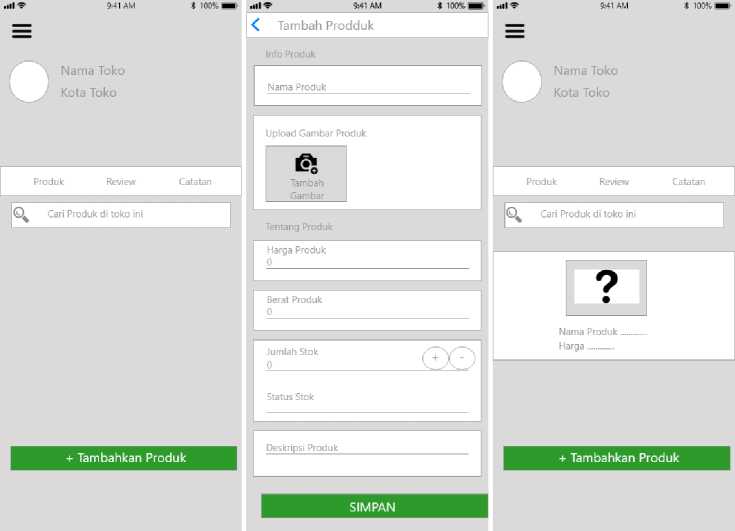 9:41 AM
100%
Nama Toko
Kota Toko
Produk Review Catatan
Cari Produk di toko ini
+ Tambahkan Produk
9:41 AM
100%
Tambah Prodduk
Info Produk
Nama Produk
Upload Gambar Produk
Tambah
Gambar
Tentang Produk
Harga Produk
0
Berat Produk
0
Jumlah Stok
0
+ -
Status Stok
Deskripsi Produk
SIMPAN
9:41 AM
100%
Nama Toko
Kota Toko
Produk Review Catatan
Cari Produk di toko ini
?
Nama Produk ............
Harga ............
+ Tambahkan Produk